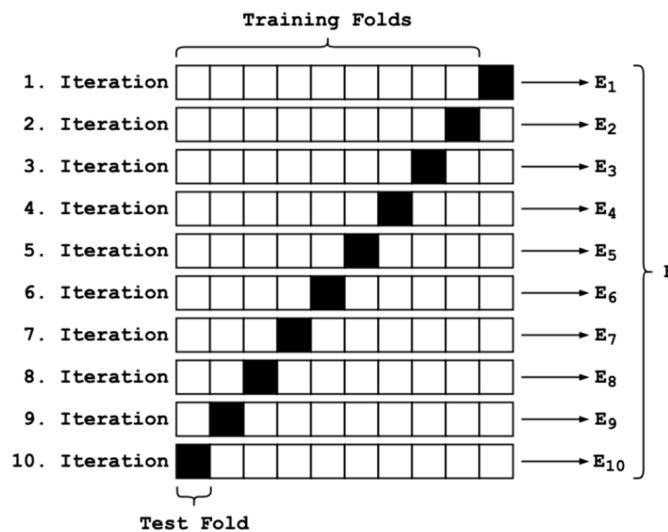 Training Folds
1. Iteration E1
2. Iteration E2
3. Iteration E3
4. Iteration E4
5. Iteration E5
6. Iteration E6
7. Iteration E7
8. Iteration E8
9. Iteration E9
10. Iteration E10
Test Fold